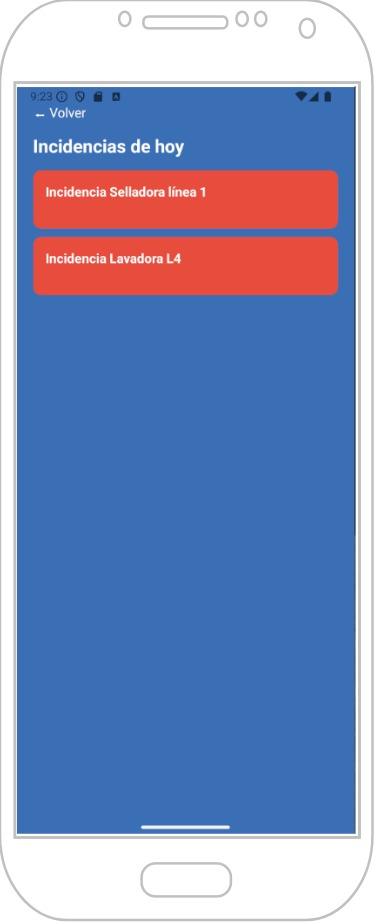 9:23
← Volver
Incidencias de hoy
Incidencia Selladora línea 1
Incidencia Lavadora L4